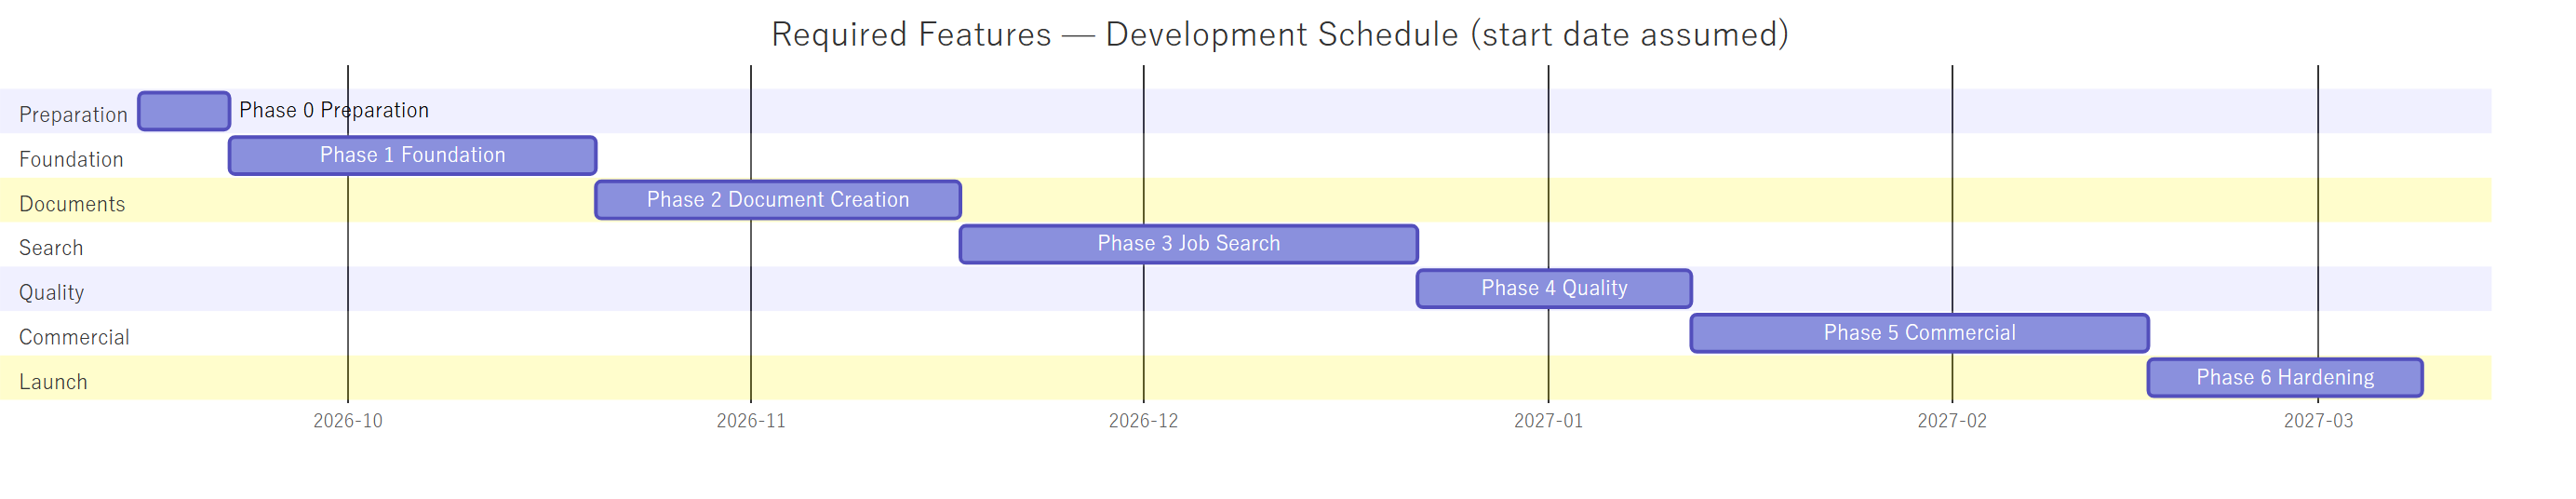 Required Features — Development Schedule (start date assumed)
Preparation
Phase 0 Preparation
Foundation
Phase 1 Foundation
Documents
Phase 2 Document Creation
Search
Phase 3 Job Search
Quality
Phase 4 Quality
Commercial
Phase 5 Commercial
Launch
Phase 6 Hardening
2026-10
2026-11
2026-12
2027-01
2027-02
2027-03